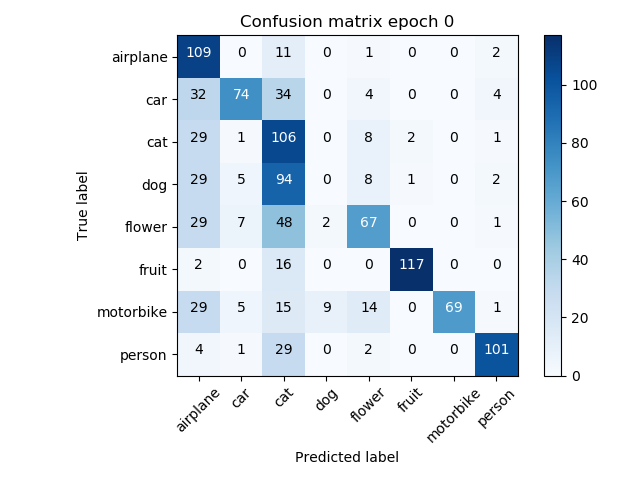 Confusion matrix epoch 0
airplane 109 0 11 0 1 0 0 2
car 32 74 34 0 4 0 0 4
cat 29 1 106 0 8 2 0 1
dog 29 5 94 0 8 1 0 2
flower 29 7 48 2 67 0 0 1
fruit 2 0 16 0 0 117 0 0
motorbike 29 5 15 9 14 0 69 1
person 4 1 29 0 2 0 0 101
airplane car cat dog flower fruit motorbike person
True label
Predicted label
100
80
60
40
20
0